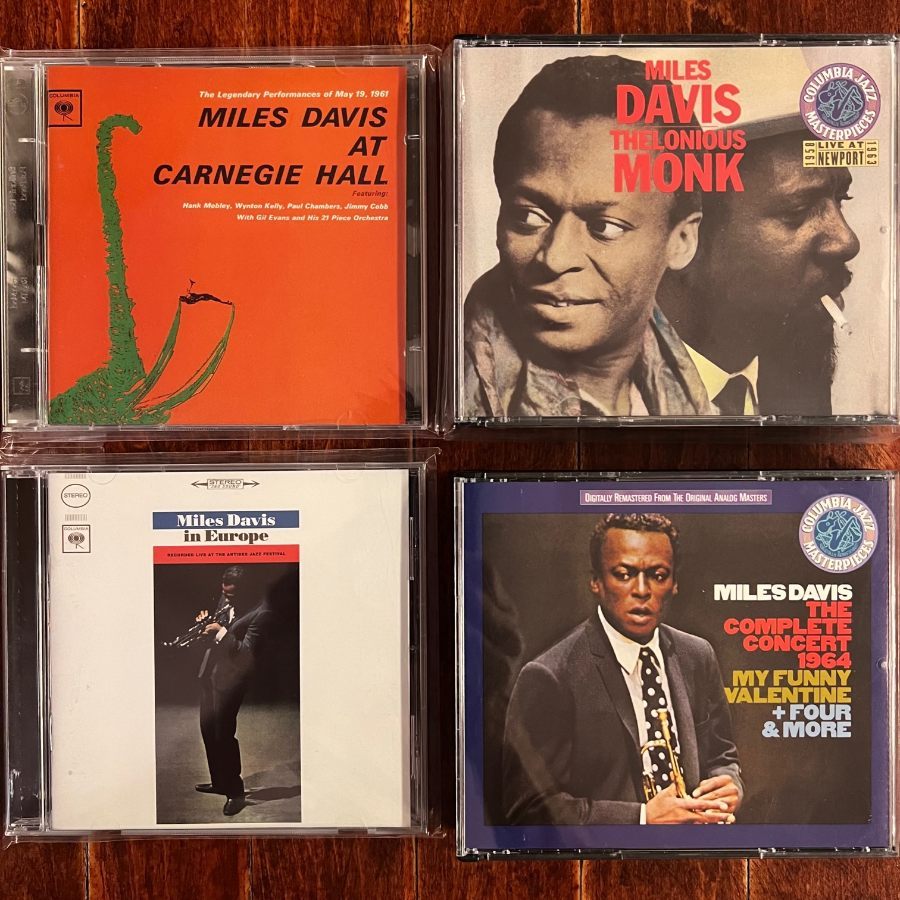 COLUMBIA
The Legendary Performances of May 19, 1961
MILES DAVIS
AT
CARNEGIE HALL
Featuring:
Hank Mobley, Wynton Kelly, Paul Chambers, Jimmy Cobb
With Gil Evans and His 21 Piece Orchestra
MILES
DAVIS
THELONIOUS
MONK
COLUMBIA JAZZ
MASTERPIECES
1958
LIVE AT
NEWPORT
1963
STEREO
STEREO
COLUMBIA
Miles Davis
in Europe
RECORDED LIVE AT THE ANTIBES JAZZ FESTIVAL
DIGITALLY REMASTERED FROM THE ORIGINAL ANALOG MASTERS
COLUMBIA JAZZ
MASTERPIECES
MILES DAVIS
THE
COMPLETE
CONCERT
1964
MY FUNNY
VALENTINE
+ FOUR
& MORE